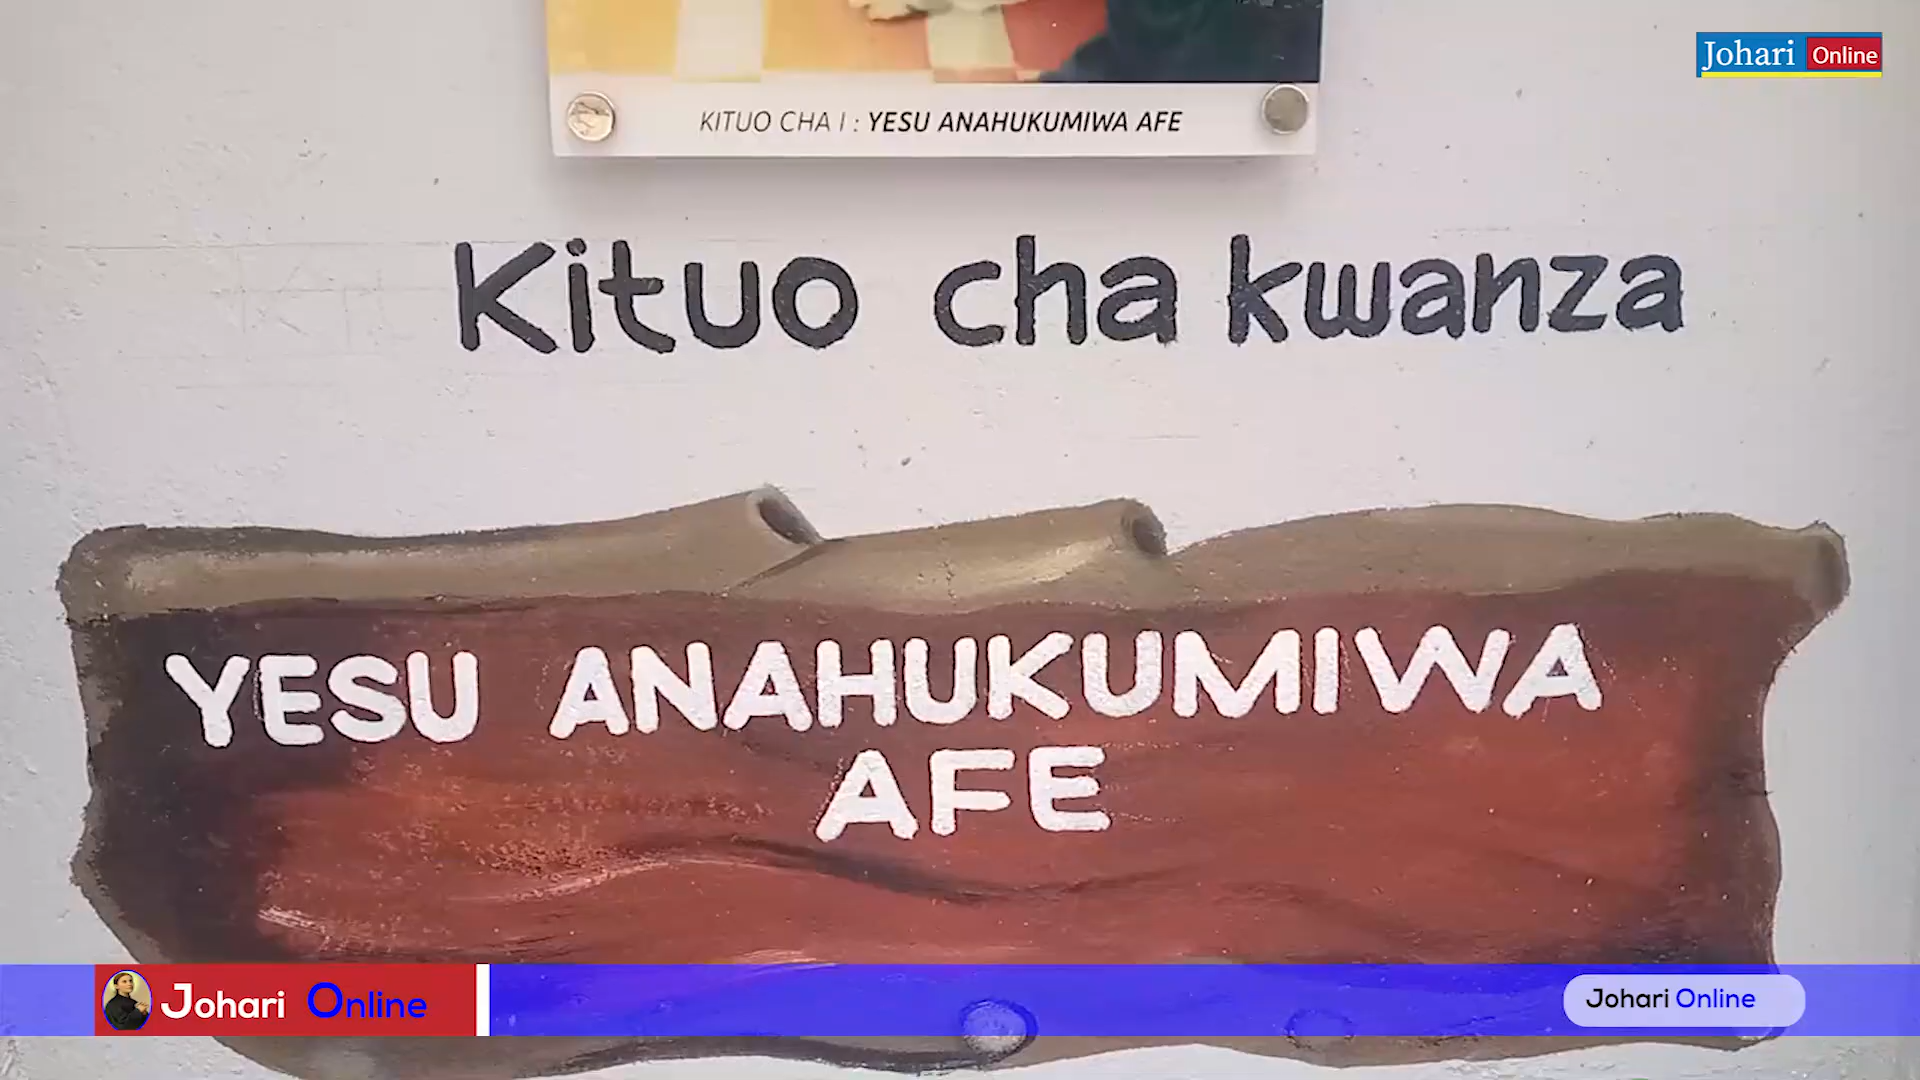 Johari Online
KITUO CHA I : YESU ANAHUKUMIWA AFE
Kituo cha kwanza
YESU ANAHUKUMIWA
AFE
Johari Online
Johari Online